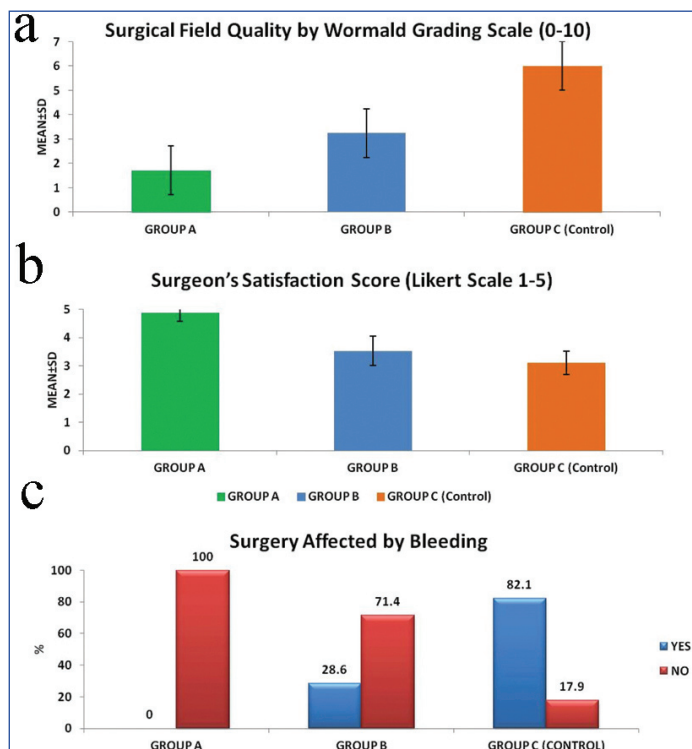 a
Surgical Field Quality by Wormald Grading Scale (0-10)
MEAN±SD
7
6
5
4
3
2
1
0
GROUP A
GROUP B
GROUP C (Control)
b
Surgeon's Satisfaction Score (Likert Scale 1-5)
MEAN±SD
5
4
3
2
1
0
GROUP A
GROUP B
GROUP C (Control)
GROUP A GROUP B GROUP C (Control)
c
Surgery Affected by Bleeding
%
100
80
60
40
20
0
0
100
28.6
71.4
82.1
17.9
YES
NO
GROUP A
GROUP B
GROUP C (CONTROL)